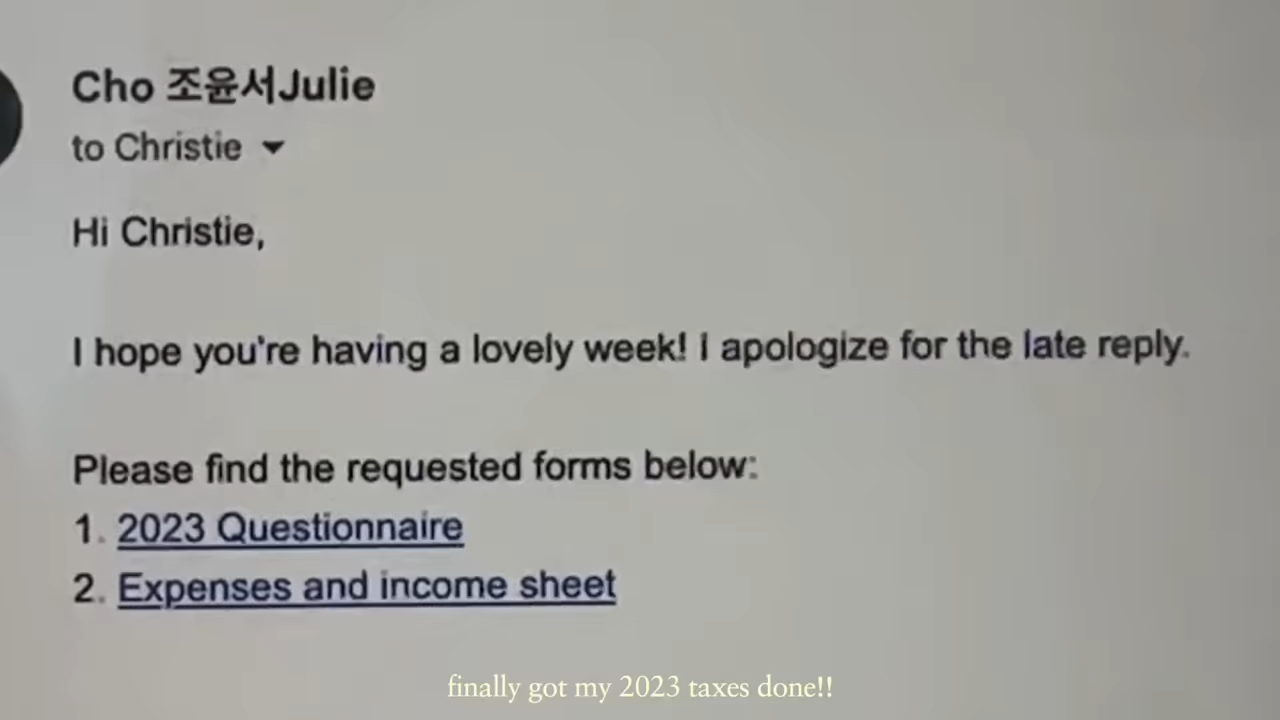 Cho 조윤서Julie
to Christie
Hi Christie,
I hope you're having a lovely week! I apologize for the late reply.
Please find the requested forms below:
1. 2023 Questionnaire
2. Expenses and income sheet
finally got my 2023 taxes done!!